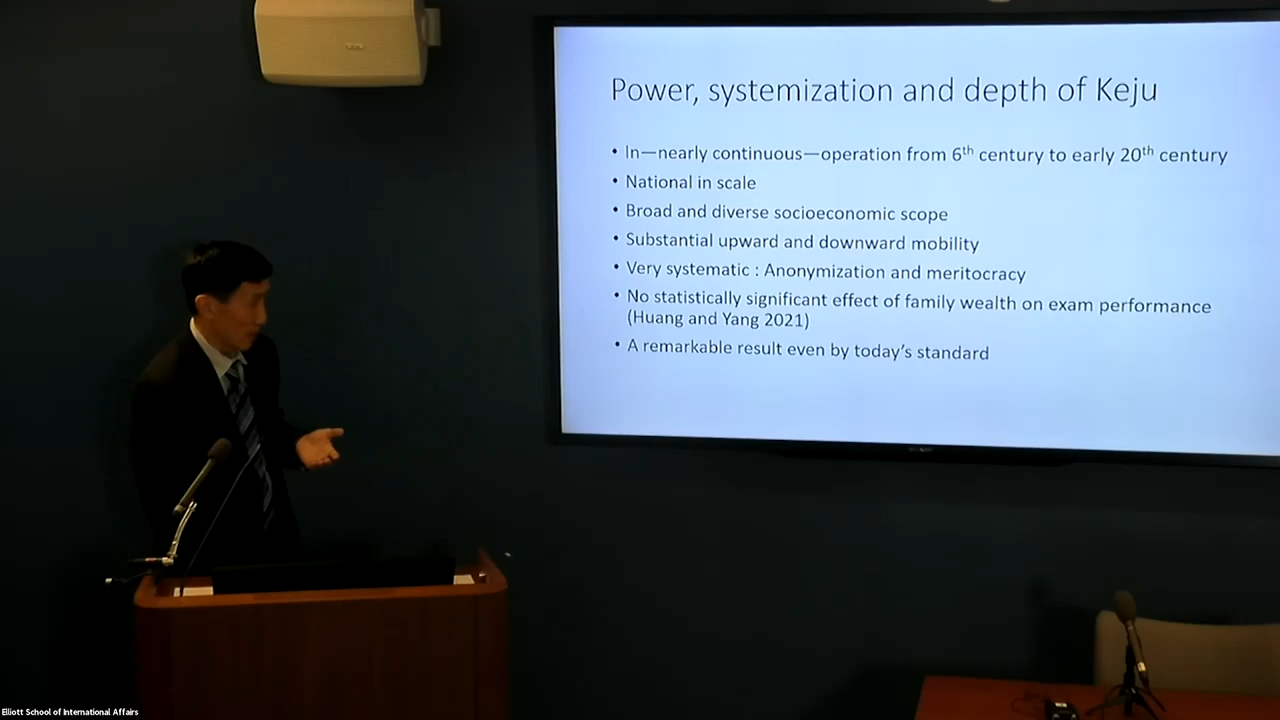 Power, systemization and depth of Keju
• In—nearly continuous—operation from 6th century to early 20th century
• National in scale
• Broad and diverse socioeconomic scope
• Substantial upward and downward mobility
• Very systematic : Anonymization and meritocracy
• No statistically significant effect of family wealth on exam performance
(Huang and Yang 2021)
• A remarkable result even by today's standard
Elliott School of International Affairs